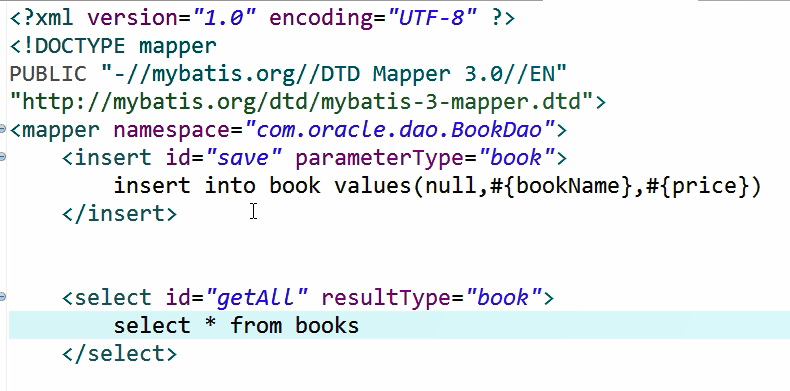 <?xml version="1.0" encoding="UTF-8" ?>
<!DOCTYPE mapper
PUBLIC "-//mybatis.org//DTD Mapper 3.0//EN"
"http://mybatis.org/dtd/mybatis-3-mapper.dtd">
<mapper namespace="com.oracle.dao.BookDao">
    <insert id="save" parameterType="book">
        insert into book values(null,#{bookName},#{price})
    </insert>
    <select id="getAll" resultType="book">
        select * from books
    </select>